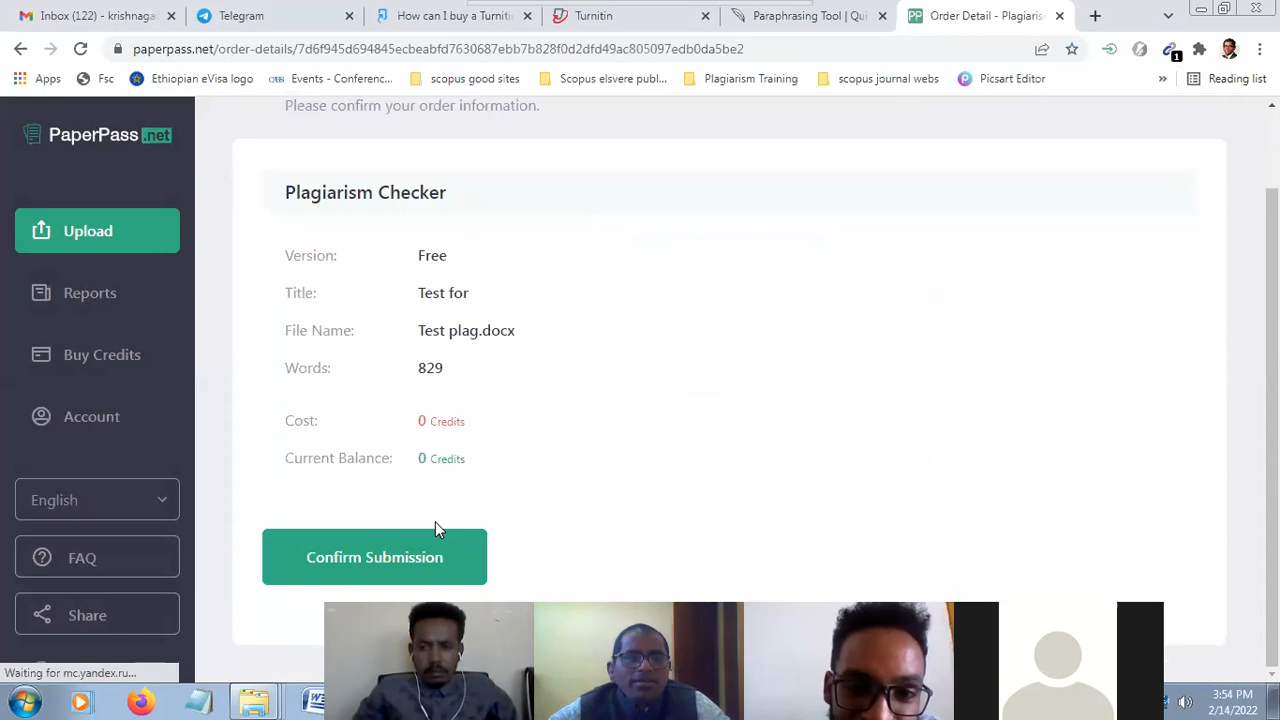 Inbox (122) - krishnaga
Telegram
How can I buy a Turniti
Turnitin
Paraphrasing Tool | Qui
Order Detail - Plagiaris
paperpass.net/order-details/7d6f945d694845ecbeabfd7630687ebb7b828f0d2dfd49ac805097edb0da5be2
1
Apps
Fsc
Ethiopian eVisa logo
Events - Conferenc...
scopus good sites
Scopus elsvere publ...
Plagiarism Training
scopus journal webs
Picsart Editor
»
Reading list
Please confirm your order information.
PaperPass.net
Upload
Reports
Buy Credits
Account
English
FAQ
Share
Plagiarism Checker
Version: Free
Title: Test for
File Name: Test plag.docx
Words: 829
Cost: 0 Credits
Current Balance: 0 Credits
Confirm Submission
Waiting for mc.yandex.ru...
3:54 PM
2/14/2022